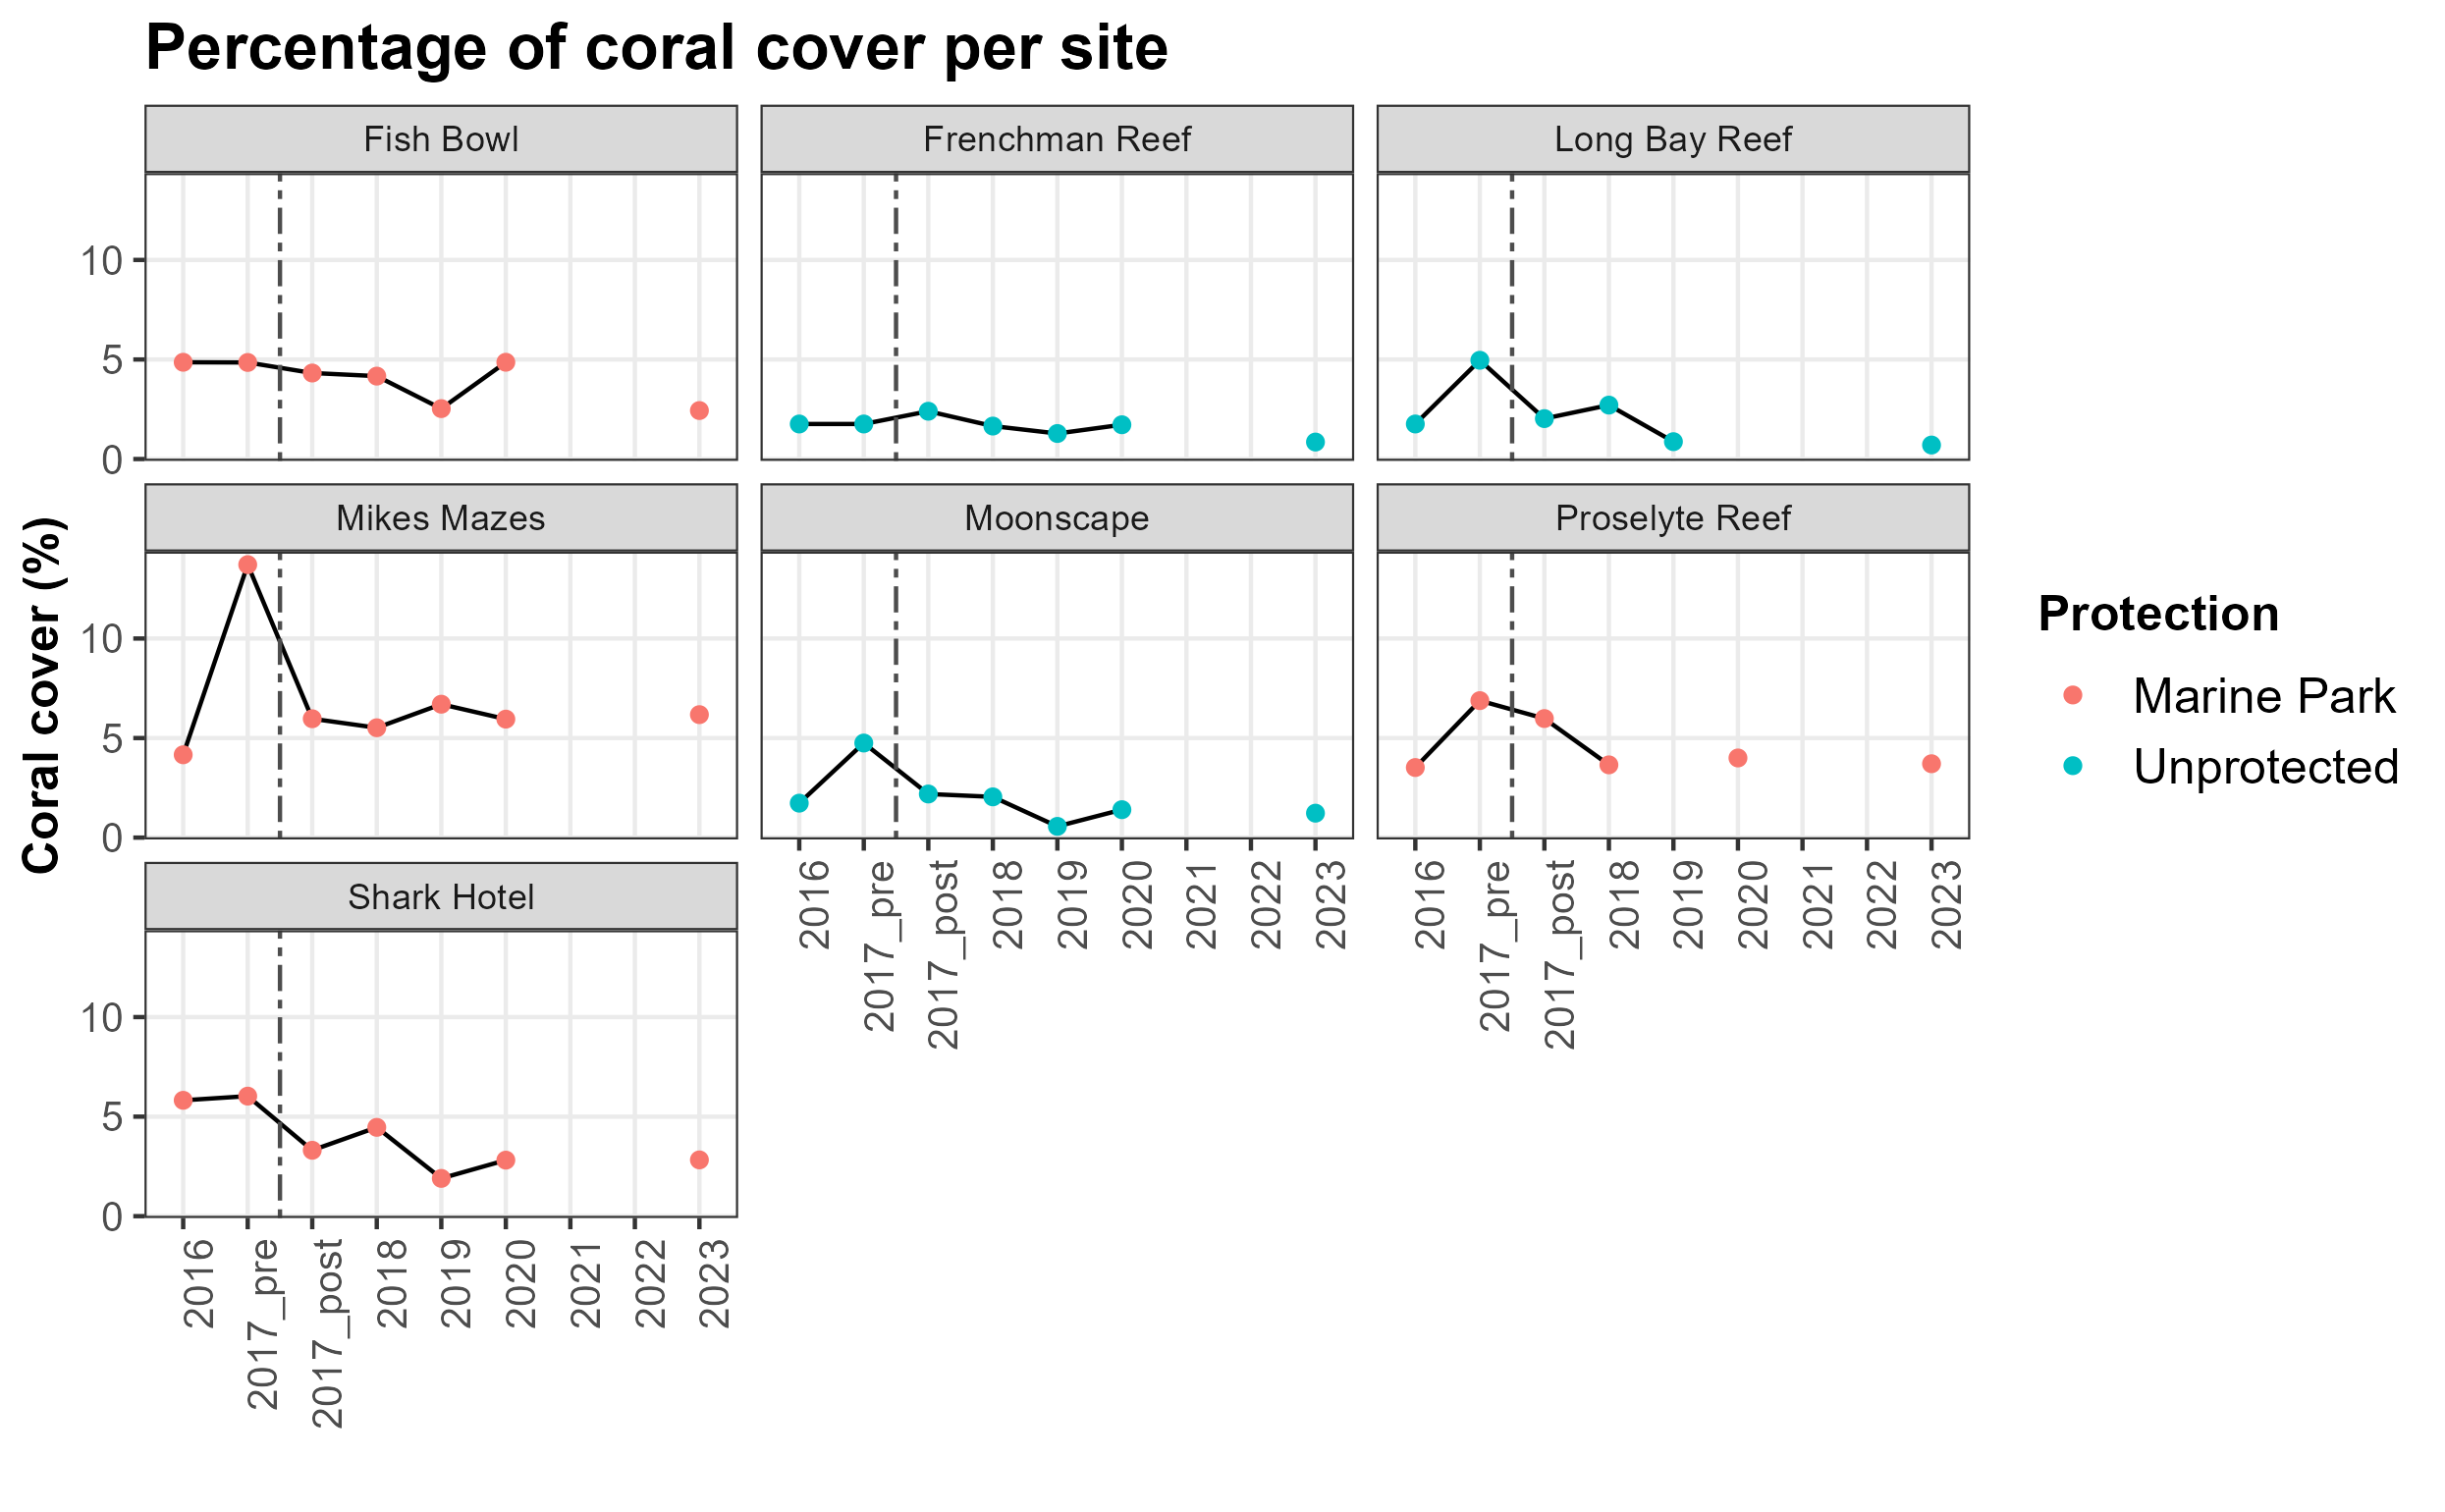 Percentage of coral cover per site
Fish Bowl
Frenchman Reef
Long Bay Reef
10
5
0
Mikes Mazes
Moonscape
Proselyte Reef
10
5
0
Coral cover (%)
2016
2017_pre
2017_post
2018
2019
2020
2021
2022
2023
2016
2017_pre
2017_post
2018
2019
2020
2021
2022
2023
Shark Hotel
10
5
0
2016
2017_pre
2017_post
2018
2019
2020
2021
2022
2023
Protection
Marine Park
Unprotected